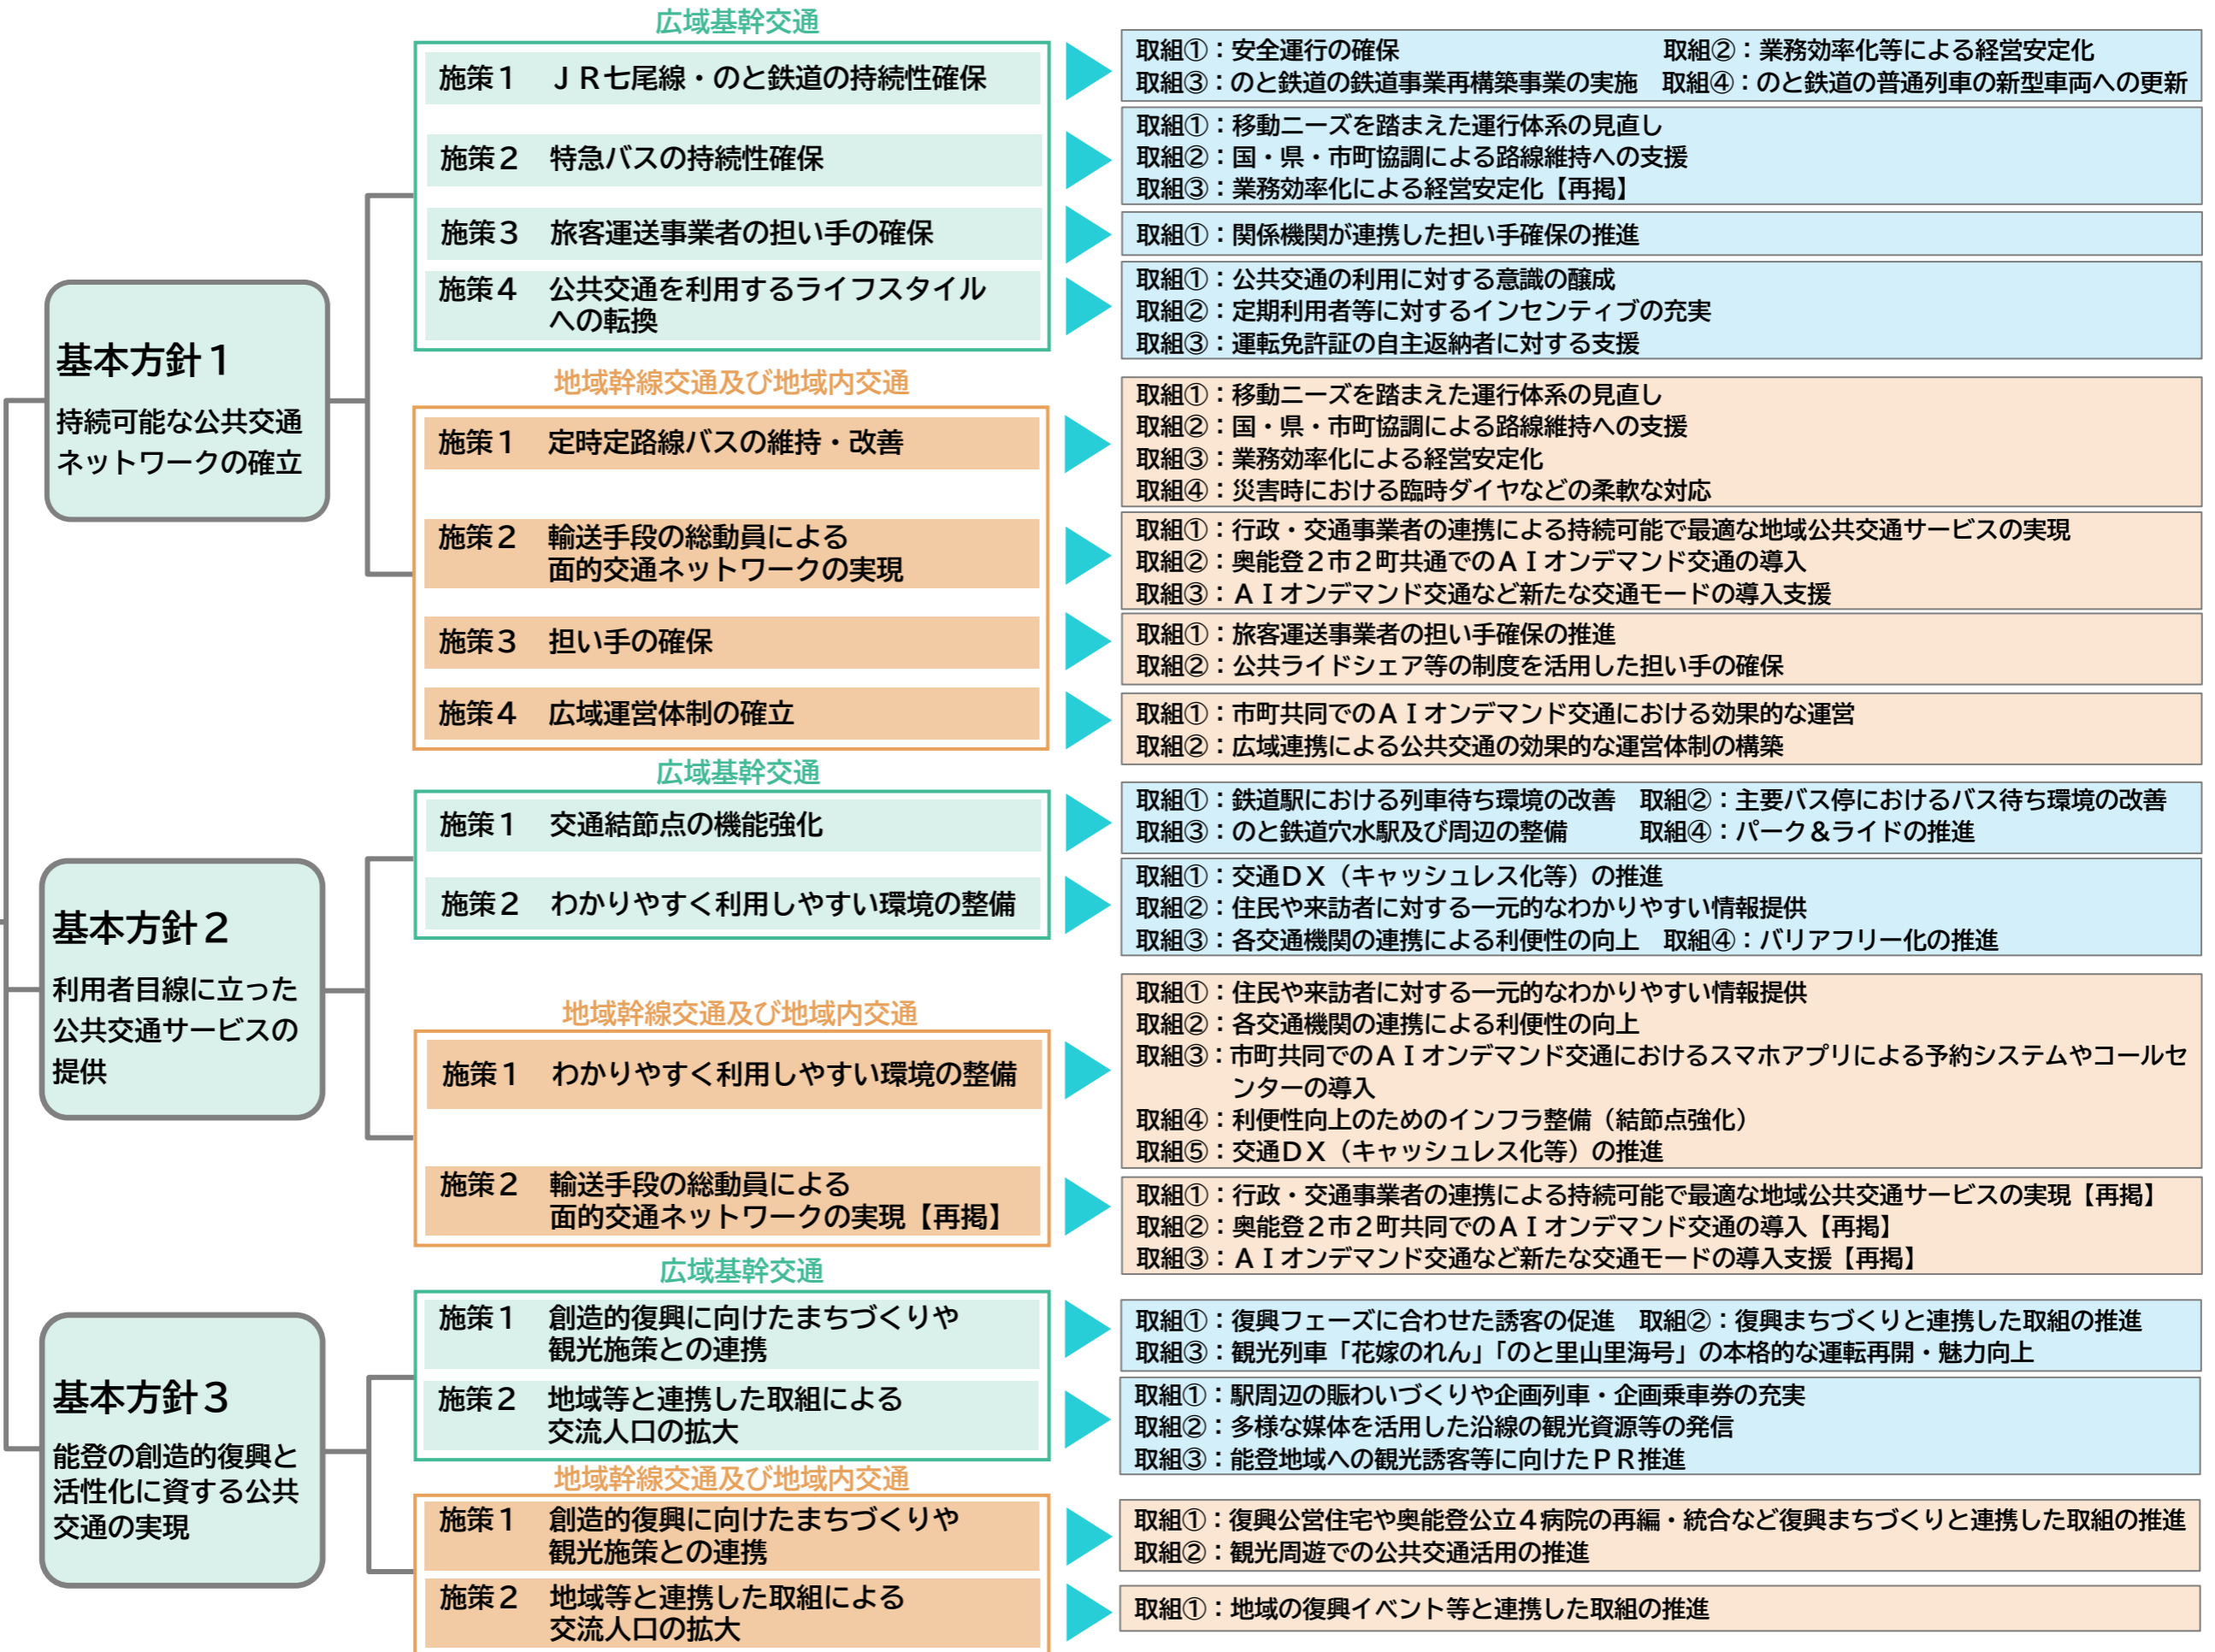 基本方針１
持続可能な公共交通
ネットワークの確立
広域基幹交通
施策１　ＪＲ七尾線・のと鉄道の持続性確保
取組①：安全運行の確保　取組②：業務効率化等による経営安定化
取組③：のと鉄道の鉄道事業再構築事業の実施　取組④：のと鉄道の普通列車の新型車両への更新
施策２　特急バスの持続性確保
取組①：移動ニーズを踏まえた運行体系の見直し
取組②：国・県・市町協調による路線維持への支援
取組③：業務効率化による経営安定化【再掲】
施策３　旅客運送事業者の担い手の確保
取組①：関係機関が連携した担い手確保の推進
施策４　公共交通を利用するライフスタイル
への転換
取組①：公共交通の利用に対する意識の醸成
取組②：定期利用者等に対するインセンティブの充実
取組③：運転免許証の自主返納者に対する支援
地域幹線交通及び地域内交通
施策１　定時定路線バスの維持・改善
取組①：移動ニーズを踏まえた運行体系の見直し
取組②：国・県・市町協調による路線維持への支援
取組③：業務効率化による経営安定化
取組④：災害時における臨時ダイヤなどの柔軟な対応
施策２　輸送手段の総動員による
面的交通ネットワークの実現
取組①：行政・交通事業者の連携による持続可能で最適な地域公共交通サービスの実現
取組②：奥能登２市２町共通でのＡＩオンデマンド交通の導入
取組③：ＡＩオンデマンド交通など新たな交通モードの導入支援
施策３　担い手の確保
取組①：旅客運送事業者の担い手確保の推進
取組②：公共ライドシェア等の制度を活用した担い手の確保
施策４　広域運営体制の確立
取組①：市町共同でのＡＩオンデマンド交通における効果的な運営
取組②：広域連携による公共交通の効果的な運営体制の構築
基本方針２
利用者目線に立った
公共交通サービスの
提供
広域基幹交通
施策１　交通結節点の機能強化
取組①：鉄道駅における列車待ち環境の改善　取組②：主要バス停におけるバス待ち環境の改善
取組③：のと鉄道穴水駅及び周辺の整備　取組④：パーク＆ライドの推進
施策２　わかりやすく利用しやすい環境の整備
取組①：交通ＤＸ（キャッシュレス化等）の推進
取組②：住民や来訪者に対する一元的なわかりやすい情報提供
取組③：各交通機関の連携による利便性の向上　取組④：バリアフリー化の推進
地域幹線交通及び地域内交通
施策１　わかりやすく利用しやすい環境の整備
取組①：住民や来訪者に対する一元的なわかりやすい情報提供
取組②：各交通機関の連携による利便性の向上
取組③：市町共同でのＡＩオンデマンド交通におけるスマホアプリによる予約システムやコールセ
ンターの導入
取組④：利便性向上のためのインフラ整備（結節点強化）
取組⑤：交通ＤＸ（キャッシュレス化等）の推進
施策２　輸送手段の総動員による
面的交通ネットワークの実現【再掲】
取組①：行政・交通事業者の連携による持続可能で最適な地域公共交通サービスの実現【再掲】
取組②：奥能登２市２町共同でのＡＩオンデマンド交通の導入【再掲】
取組③：ＡＩオンデマンド交通など新たな交通モードの導入支援【再掲】
基本方針３
能登の創造的復興と
活性化に資する公共
交通の実現
広域基幹交通
施策１　創造的復興に向けたまちづくりや
観光施策との連携
取組①：復興フェーズに合わせた誘客の促進　取組②：復興まちづくりと連携した取組の推進
取組③：観光列車「花嫁のれん」「のと里山里海号」の本格的な運転再開・魅力向上
施策２　地域等と連携した取組による
交流人口の拡大
取組①：駅周辺の賑わいづくりや企画列車・企画乗車券の充実
取組②：多様な媒体を活用した沿線の観光資源等の発信
取組③：能登地域への観光誘客等に向けたＰＲ推進
地域幹線交通及び地域内交通
施策１　創造的復興に向けたまちづくりや
観光施策との連携
取組①：復興公営住宅や奥能登公立４病院の再編・統合など復興まちづくりと連携した取組の推進
取組②：観光周遊での公共交通活用の推進
施策２　地域等と連携した取組による
交流人口の拡大
取組①：地域の復興イベント等と連携した取組の推進